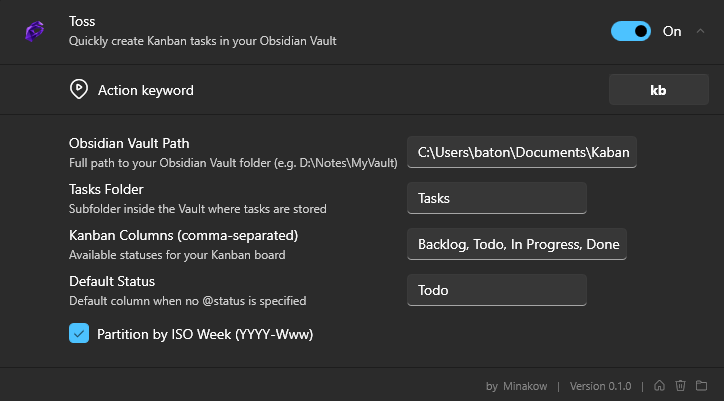 Toss
Quickly create Kanban tasks in your Obsidian Vault
On
Action keyword
kb
Obsidian Vault Path
Full path to your Obsidian Vault folder (e.g. D:\Notes\MyVault)
C:\Users\baton\Documents\Kaban
Tasks Folder
Subfolder inside the Vault where tasks are stored
Tasks
Kanban Columns (comma-separated)
Available statuses for your Kanban board
Backlog, Todo, In Progress, Done
Default Status
Default column when no @status is specified
Todo
Partition by ISO Week (YYYY-Www)
by Minakow | Version 0.1.0 |